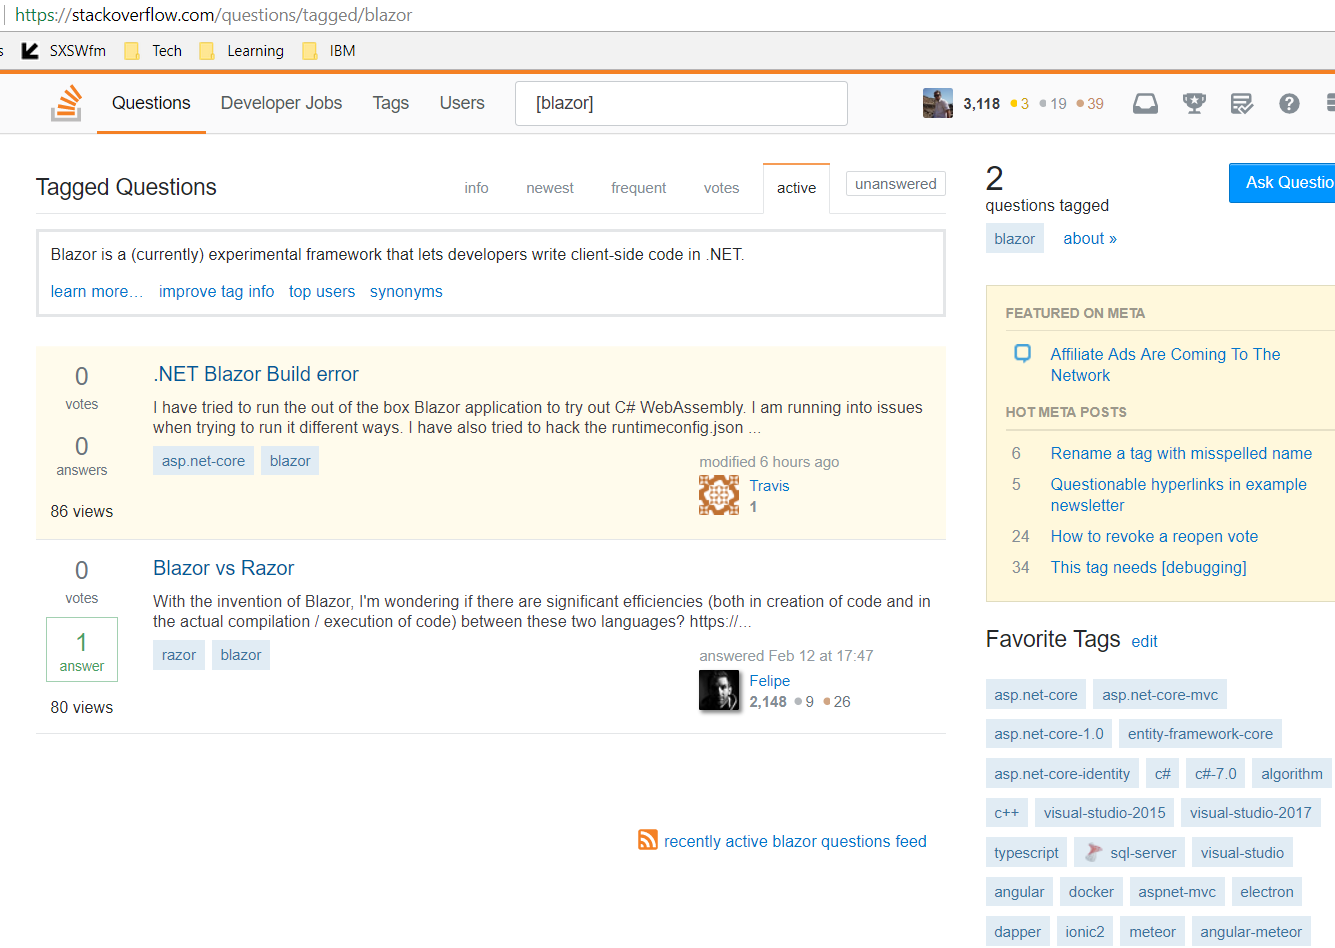 https://stackoverflow.com/questions/tagged/blazor
s SXSWfm Tech Learning IBM
Questions Developer Jobs Tags Users [blazor] 3,118 3 19 39
Tagged Questions info newest frequent votes active unanswered
2
questions tagged
Ask Questio
blazor about »
Blazor is a (currently) experimental framework that lets developers write client-side code in .NET.
learn more… improve tag info top users synonyms
0
votes
0
answers
86 views
.NET Blazor Build error
I have tried to run the out of the box Blazor application to try out C# WebAssembly. I am running into issues
when trying to run it different ways. I have also tried to hack the runtimeconfig.json ...
asp.net-core blazor
modified 6 hours ago
Travis
1
0
votes
1
answer
80 views
Blazor vs Razor
With the invention of Blazor, I'm wondering if there are significant efficiencies (both in creation of code and in
the actual compilation / execution of code) between these two languages? https://...
razor blazor
answered Feb 12 at 17:47
Felipe
2,148 9 26
recently active blazor questions feed
FEATURED ON META
Affiliate Ads Are Coming To The
Network
HOT META POSTS
6 Rename a tag with misspelled name
5 Questionable hyperlinks in example
newsletter
24 How to revoke a reopen vote
34 This tag needs [debugging]
Favorite Tags edit
asp.net-core asp.net-core-mvc
asp.net-core-1.0 entity-framework-core
asp.net-core-identity c# c#-7.0 algorithm
c++ visual-studio-2015 visual-studio-2017
typescript sql-server visual-studio
angular docker aspnet-mvc electron
dapper ionic2 meteor angular-meteor